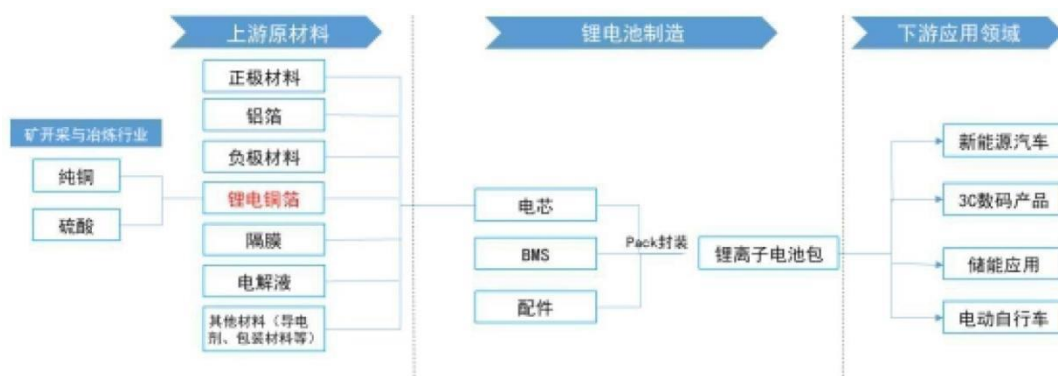 上游原材料
锂电池制造
下游应用领域
矿开采与冶炼行业
纯铜
硫酸
正极材料
铝箔
负极材料
锂电铜箔
隔膜
电解液
其他材料（导电
剂、包装材料等）
电芯
BMS
配件
Pack封装
锂离子电池包
新能源汽车
3C数码产品
储能应用
电动自行车